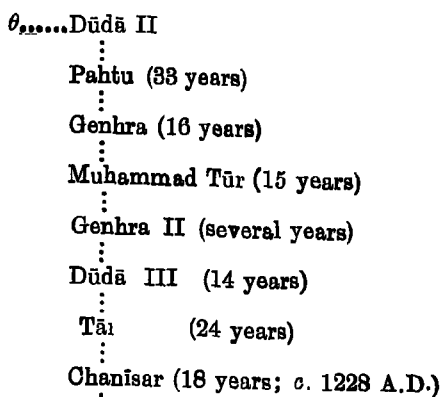 θ......Dūdā II
Pahtu (33 years)
Genhra (16 years)
Muhammad Tūr (15 years)
Genhra II (several years)
Dūdā III (14 years)
Tāı (24 years)
Chanīsar (18 years; c. 1228 A.D.)